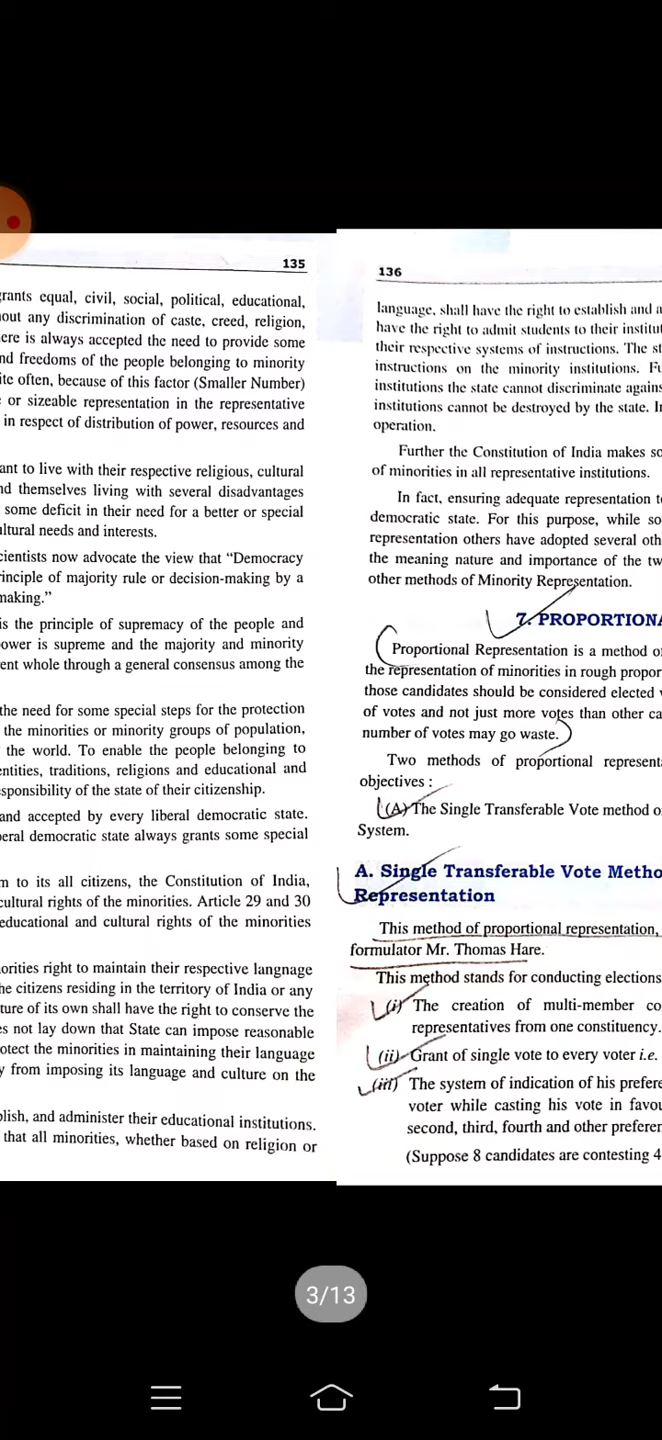 135
grants equal, civil, social, political, educational,
out any discrimination of caste, creed, religion,
ere is always accepted the need to provide some
nd freedoms of the people belonging to minority
ite often, because of this factor (Smaller Number)
or sizeable representation in the representative
in respect of distribution of power, resources and
ant to live with their respective religious, cultural
nd themselves living with several disadvantages
some deficit in their need for a better or special
ultural needs and interests.
cientists now advocate the view that “Democracy
rinciple of majority rule or decision-making by a
making.”
is the principle of supremacy of the people and
ower is supreme and the majority and minority
ent whole through a general consensus among the
the need for some special steps for the protection
the minorities or minority groups of population,
the world. To enable the people belonging to
entities, traditions, religions and educational and
sponsibility of the state of their citizenship.
and accepted by every liberal democratic state.
eral democratic state always grants some special
m to its all citizens, the Constitution of India,
cultural rights of the minorities. Article 29 and 30
educational and cultural rights of the minorities
orities right to maintain their respective langnage
he citizens residing in the territory of India or any
ture of its own shall have the right to conserve the
es not lay down that State can impose reasonable
otect the minorities in maintaining their language
y from imposing its language and culture on the
blish, and administer their educational institutions.
that all minorities, whether based on religion or
136
language, shall have the right to establish and a
have the right to admit students to their institut
their respective systems of instructions. The st
instructions on the minority institutions. Fu
institutions the state cannot discriminate agains
institutions cannot be destroyed by the state. I
operation.
Further the Constitution of India makes so
of minorities in all representative institutions.
In fact, ensuring adequate representation t
democratic state. For this purpose, while so
representation others have adopted several oth
the meaning nature and importance of the tw
other methods of Minority Representation.
7. PROPORTIONA
Proportional Representation is a method o
the representation of minorities in rough propor
those candidates should be considered elected
of votes and not just more votes than other ca
number of votes may go waste.
Two methods of proportional represent
objectives :
(A) The Single Transferable Vote method o
System.
A. Single Transferable Vote Metho
Representation
This method of proportional representation,
formulator Mr. Thomas Hare.
This method stands for conducting elections
(i) The creation of multi-member co
representatives from one constituency.
(ii) Grant of single vote to every voter i.e.
(iii) The system of indication of his prefere
voter while casting his vote in favou
second, third, fourth and other preferen
(Suppose 8 candidates are contesting 4
3/13